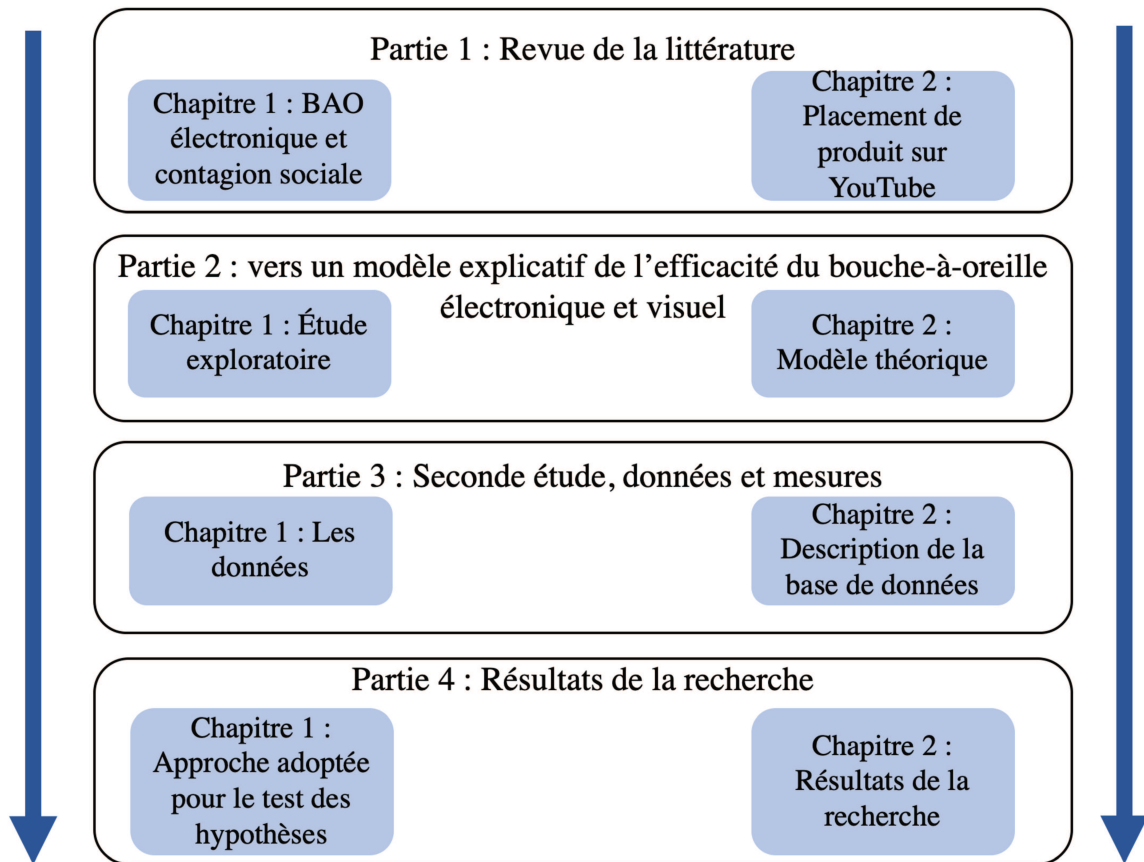 Partie 1 : Revue de la littérature
Chapitre 1 : BAO
électronique et
contagion sociale
Chapitre 2 :
Placement de
produit sur
YouTube
Partie 2 : vers un modèle explicatif de l’efficacité du bouche-à-oreille
électronique et visuel
Chapitre 1 : Étude
exploratoire
Chapitre 2 :
Modèle théorique
Partie 3 : Seconde étude, données et mesures
Chapitre 1 : Les
données
Chapitre 2 :
Description de la
base de données
Partie 4 : Résultats de la recherche
Chapitre 1 :
Approche adoptée
pour le test des
hypothèses
Chapitre 2 :
Résultats de la
recherche